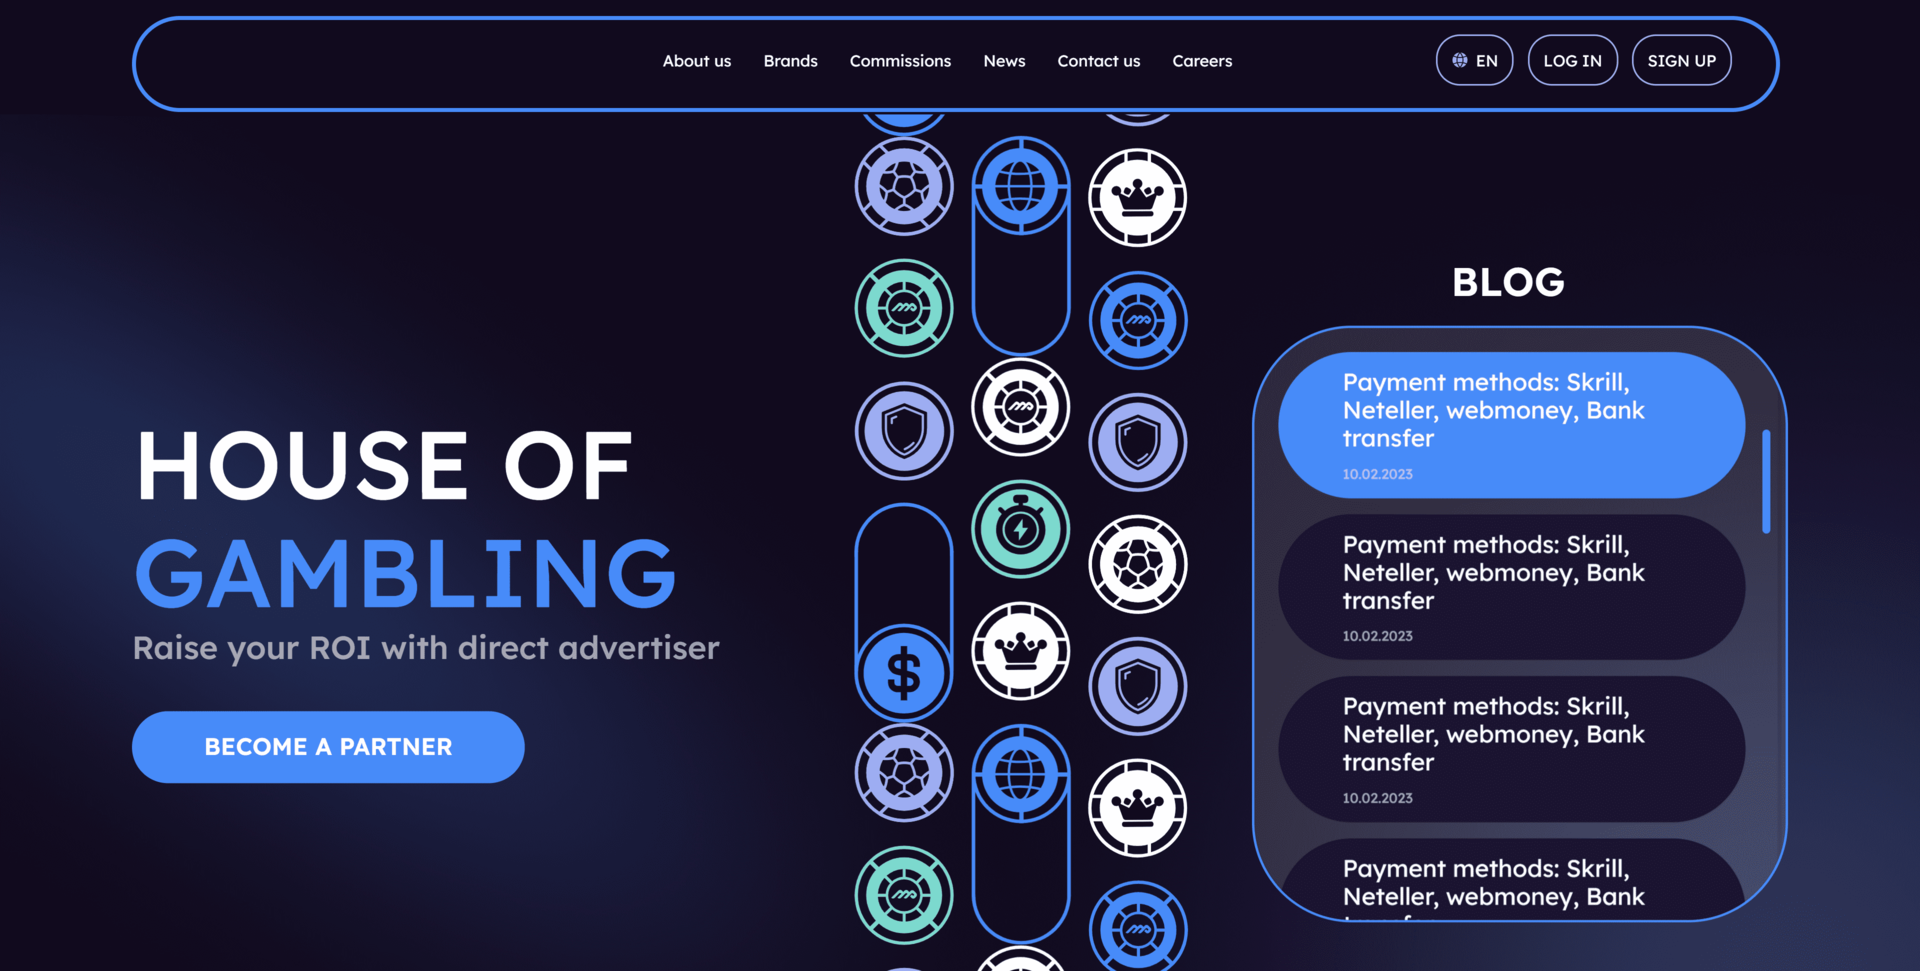 About us Brands Commissions News Contact us Careers EN LOG IN SIGN UP
HOUSE OF
GAMBLING
Raise your ROI with direct advertiser
BECOME A PARTNER
$
BLOG
Payment methods: Skrill,
Neteller, webmoney, Bank
transfer
10.02.2023
Payment methods: Skrill,
Neteller, webmoney, Bank
transfer
10.02.2023
Payment methods: Skrill,
Neteller, webmoney, Bank
transfer
10.02.2023
Payment methods: Skrill,
Neteller, webmoney, Bank